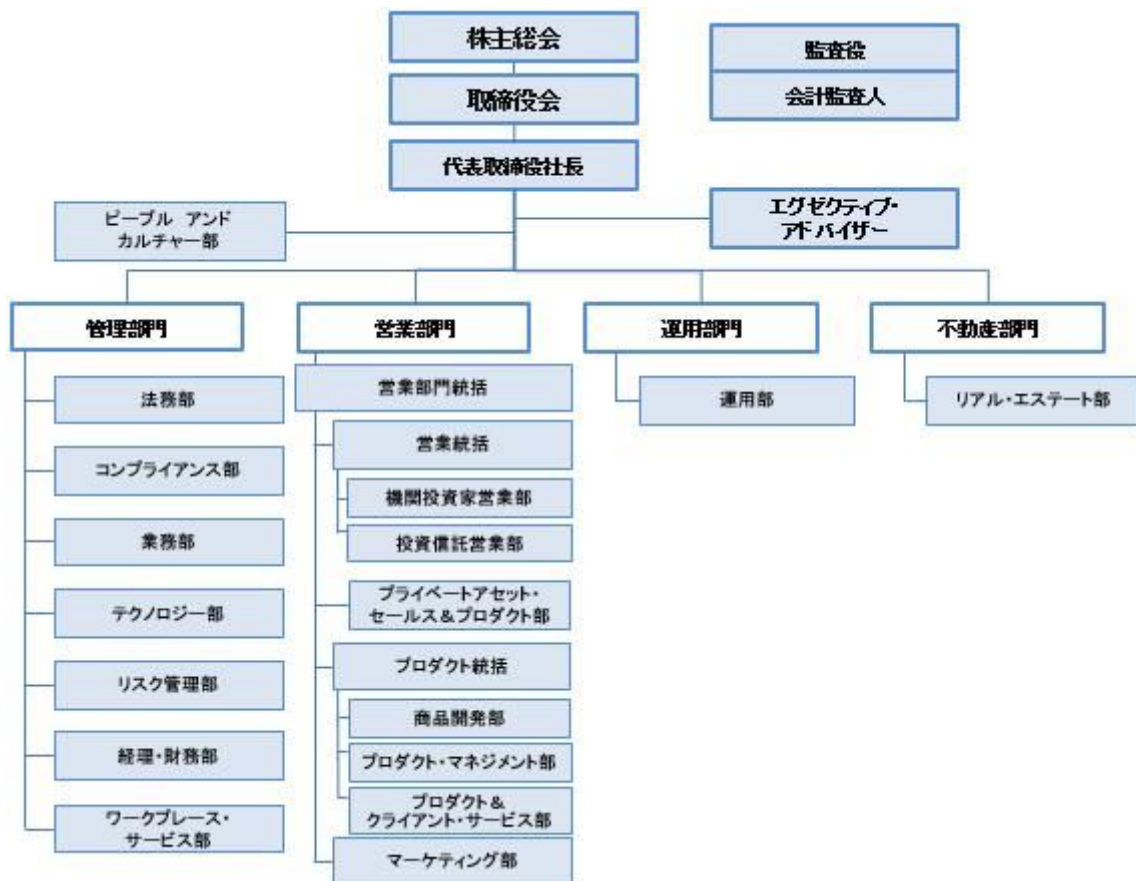 株主総会
監査役
取締役会
会計監査人
代表取締役社長
ピープル アンド
カルチャー部
エグゼクティブ・
アドバイザー
管理部門
営業部門
運用部門
不動産部門
法務部
コンプライアンス部
業務部
テクノロジー部
リスク管理部
経理・財務部
ワークプレース・
サービス部
営業部門統括
営業統括
機関投資家営業部
投資信託営業部
プライベートアセット・
セールス&プロダクト部
プロダクト統括
商品開発部
プロダクト・マネジメント部
プロダクト&
クライアント・サービス部
マーケティング部
運用部
リアル・エステート部